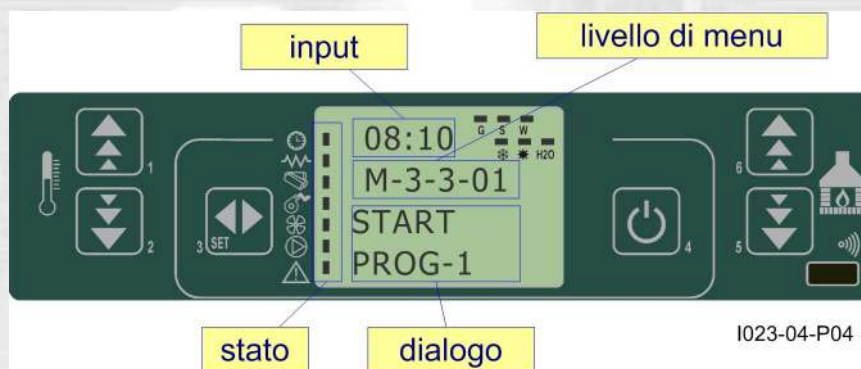 input
livello di menu
08:10
G S W
H2O
M-3-3-01
START
PROG-1
1
2
3 SET
4
6
5
stato
dialogo
I023-04-P04